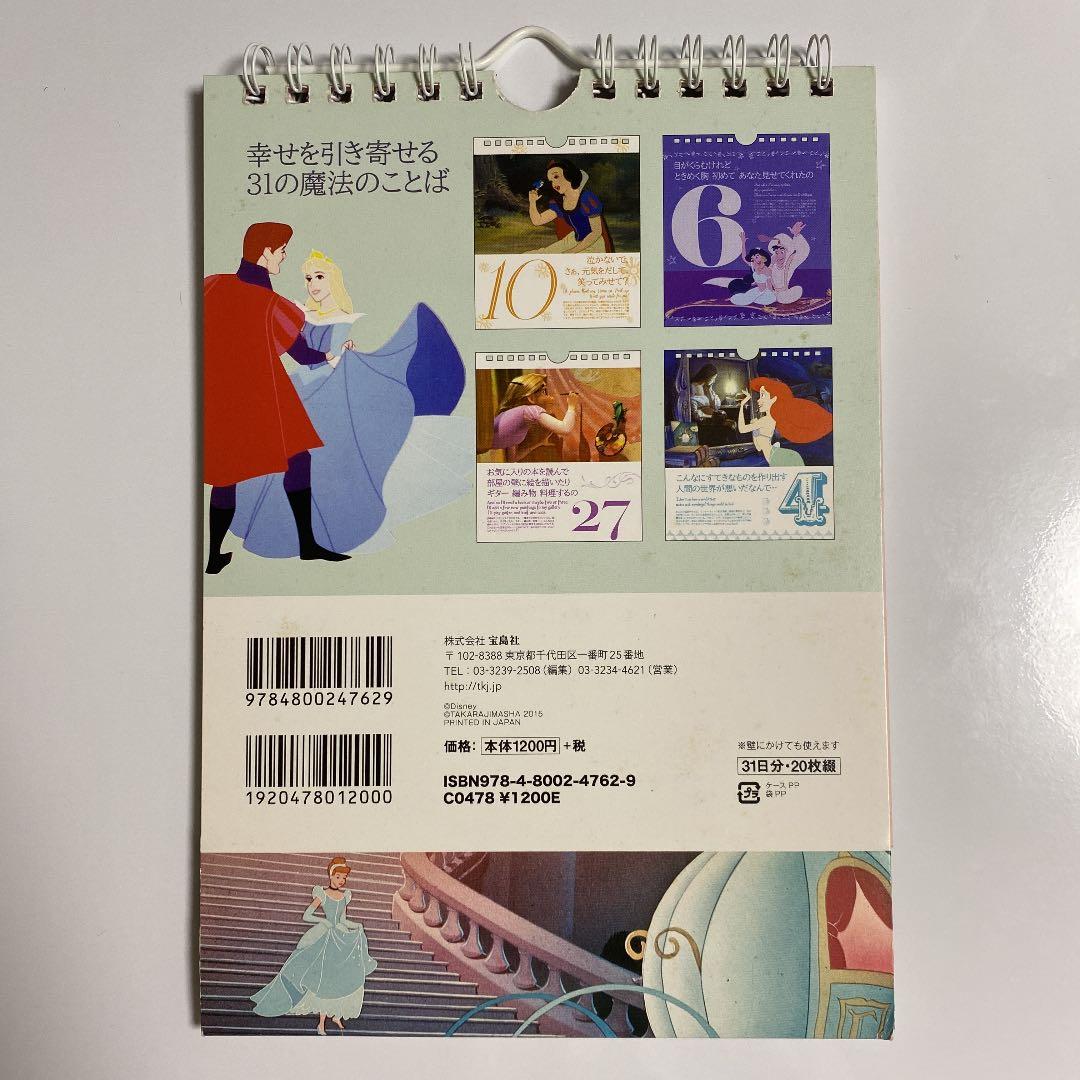 幸せを引き寄せる
31の魔法のことば
泣かないで
さぁ、元気をだして、
笑ってみせて?
10
目がくらむけれど
ときめく胸 初めて あなた見せてくれたの
6
お気に入りの本を読んで
部屋の壁に絵を描いたり
ギター 編み物 料理するの
27
こんなにすてきなものを作り出す
人間の世界が悪いだなんて…
4
9784800247629
1920478012000
株式会社 宝島社
〒102-8388 東京都千代田区一番町25番地
TEL:03-3239-2508(編集) 03-3234-4621(営業)
http://tkj.jp
©Disney
©TAKARAJIMASHA 2015
PRINTED IN JAPAN
価格:本体1200円+税
ISBN978-4-8002-4762-9
C0478 ¥1200E
※壁にかけても使えます
31日分・20枚綴
プラ
ケースPP
袋PP